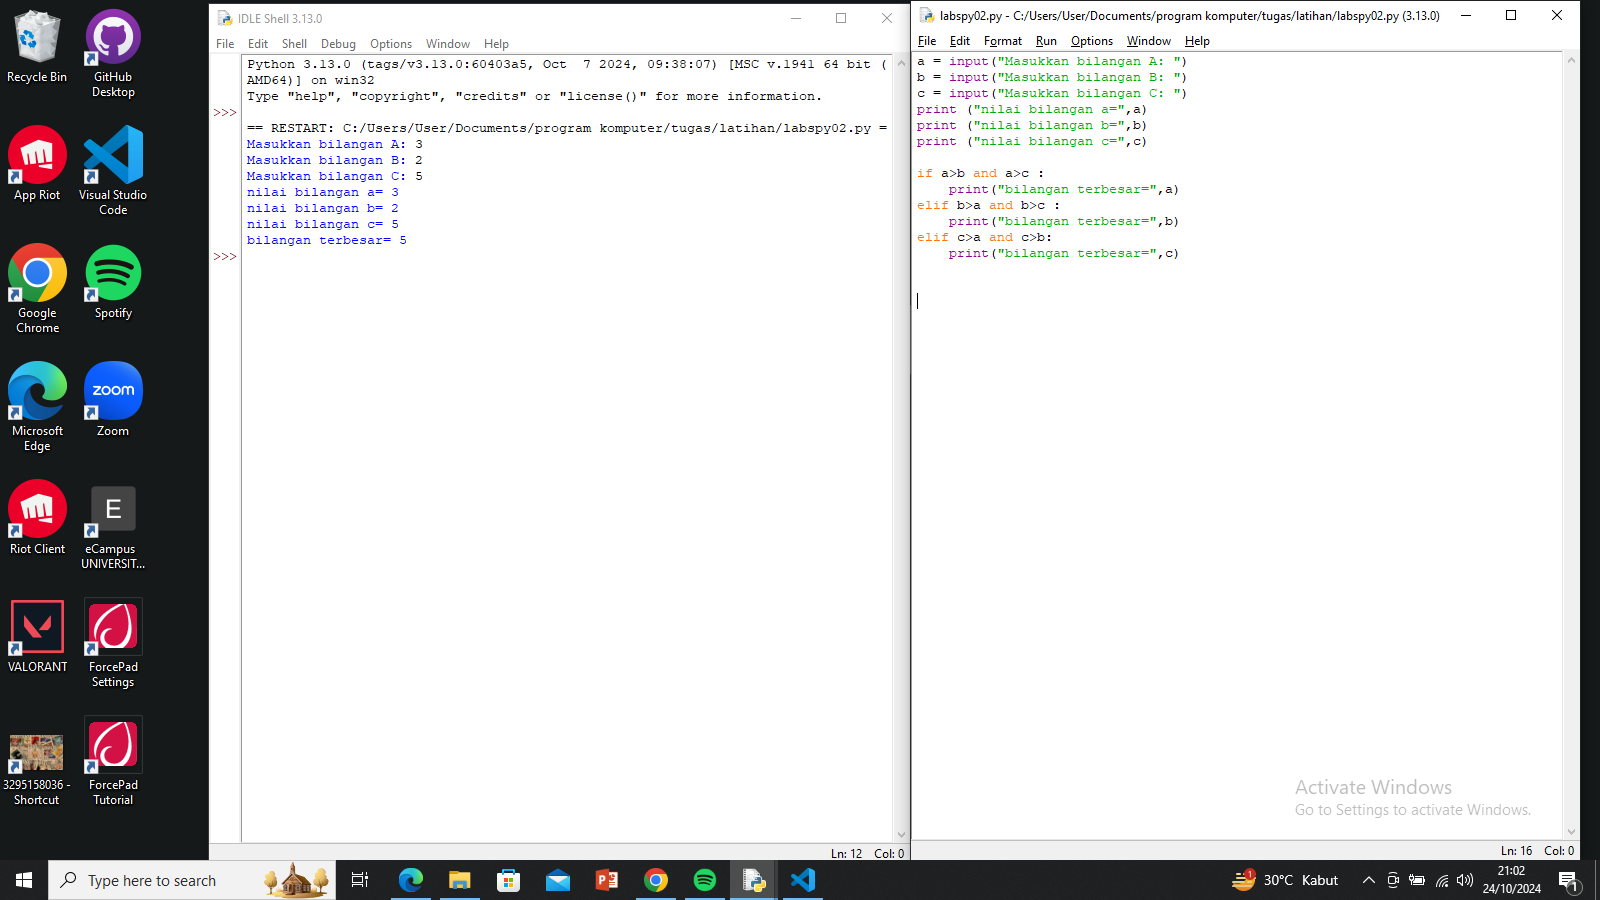 Recycle Bin
GitHub
Desktop
App Riot
Visual Studio
Code
Google
Chrome
Spotify
Microsoft
Edge
zoom
Zoom
Riot Client
E
eCampus
UNIVERSIT...
VALORANT
ForcePad
Settings
3295158036 -
Shortcut
ForcePad
Tutorial
IDLE Shell 3.13.0
File Edit Shell Debug Options Window Help
Python 3.13.0 (tags/v3.13.0:60403a5, Oct  7 2024, 09:38:07) [MSC v.1941 64 bit (
AMD64)] on win32
Type "help", "copyright", "credits" or "license()" for more information.
>>>
== RESTART: C:/Users/User/Documents/program komputer/tugas/latihan/labspy02.py =
Masukkan bilangan A: 3
Masukkan bilangan B: 2
Masukkan bilangan C: 5
nilai bilangan a= 3
nilai bilangan b= 2
nilai bilangan c= 5
bilangan terbesar= 5
>>>
Ln: 12 Col: 0
labspy02.py - C:/Users/User/Documents/program komputer/tugas/latihan/labspy02.py (3.13.0)
File Edit Format Run Options Window Help
a = input("Masukkan bilangan A: ")
b = input("Masukkan bilangan B: ")
c = input("Masukkan bilangan C: ")
print ("nilai bilangan a=",a)
print ("nilai bilangan b=",b)
print ("nilai bilangan c=",c)
if a>b and a>c :
    print("bilangan terbesar=",a)
elif b>a and b>c :
    print("bilangan terbesar=",b)
elif c>a and c>b:
    print("bilangan terbesar=",c)
Activate Windows
Go to Settings to activate Windows.
Ln: 16 Col: 0
Type here to search
1
30°C Kabut
21:02
24/10/2024
1